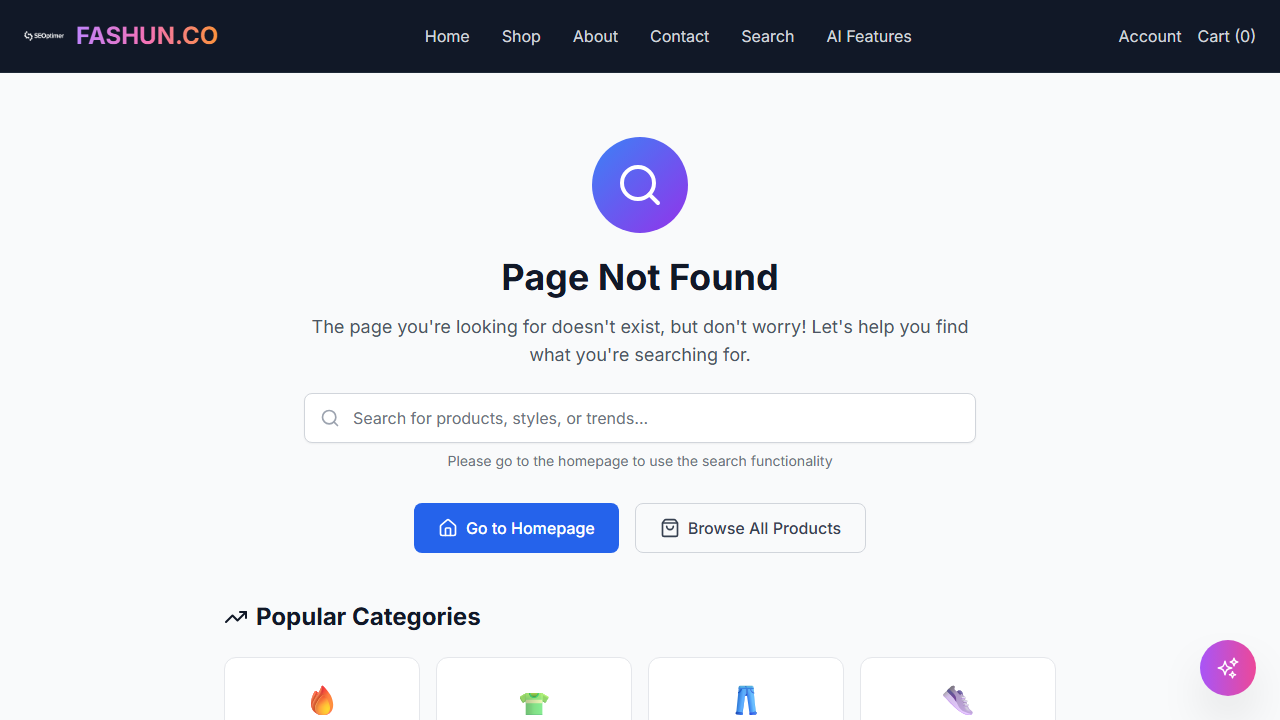 SEOptimer FASHUN.CO
Home Shop About Contact Search AI Features
Account Cart (0)
Page Not Found
The page you're looking for doesn't exist, but don't worry! Let's help you find
what you're searching for.
Search for products, styles, or trends...
Please go to the homepage to use the search functionality
Go to Homepage
Browse All Products
Popular Categories